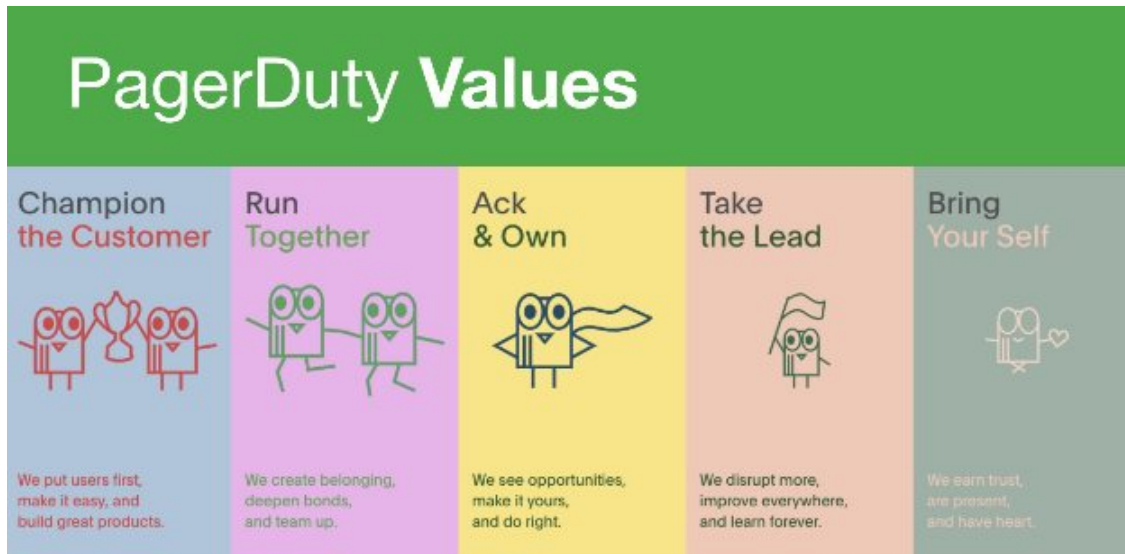 PagerDuty Values
Champion
the Customer
We put users first,
make it easy, and
build great products.
Run
Together
We create belonging,
deepen bonds,
and team up.
Ack
& Own
We see opportunities,
make it yours,
and do right.
Take
the Lead
We disrupt more,
improve everywhere,
and learn forever.
Bring
Your Self
We earn trust,
are present,
and have heart.